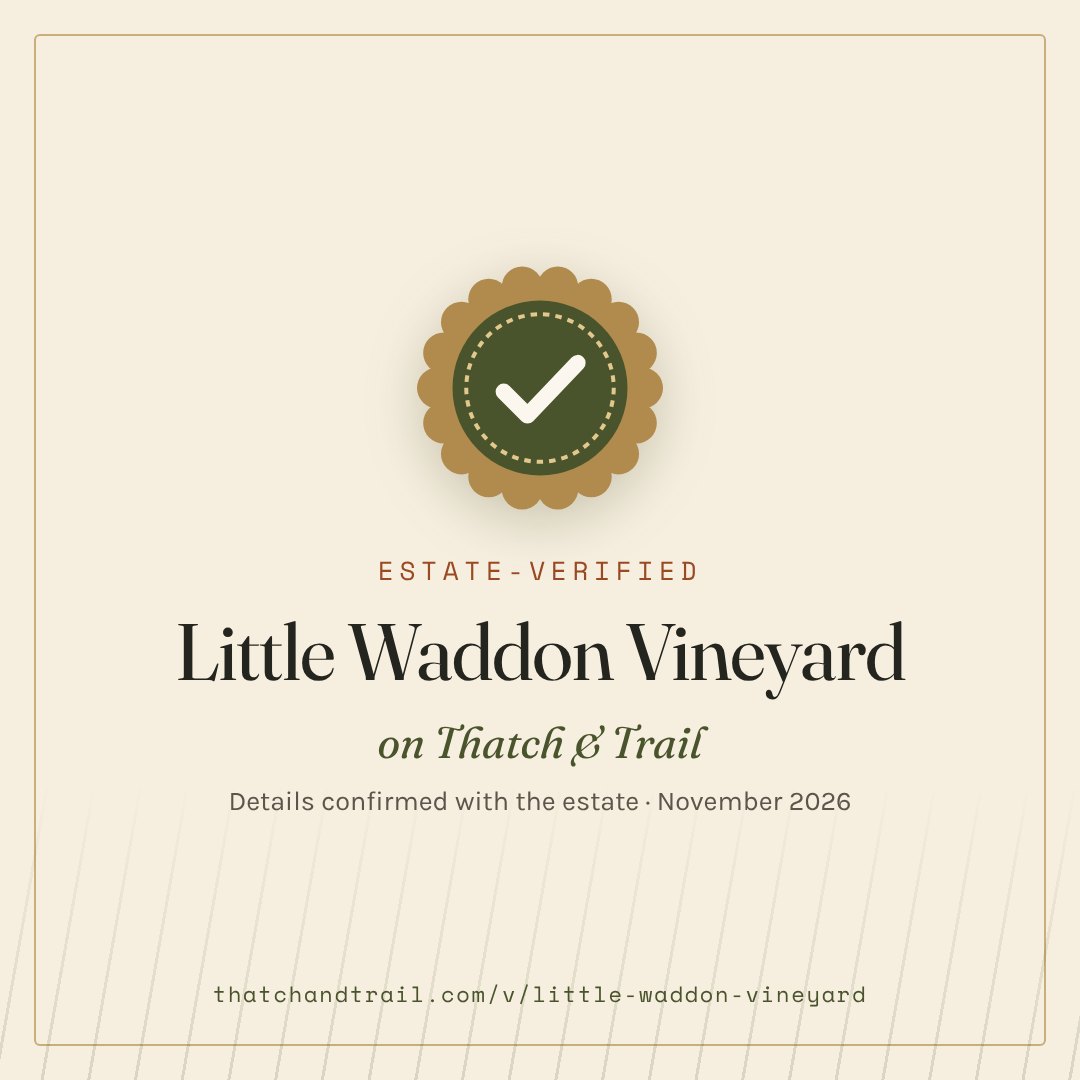 ESTATE-VERIFIED
Little Waddon Vineyard
on Thatch & Trail
Details confirmed with the estate · November 2026
thatchandtrail.com/v/little-waddon-vineyard